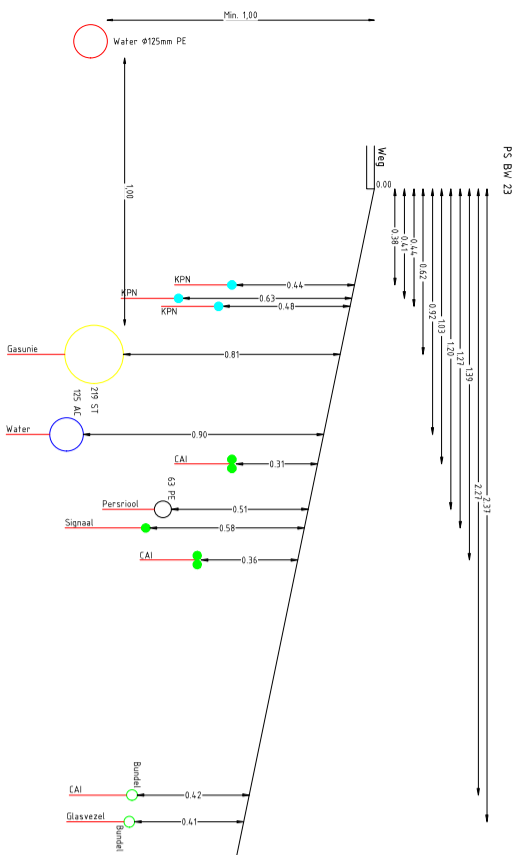 Min. 1,00
Water Φ125mm PE
PS BW 23
Weg
0.00
1,00
0.38
0.41
0.44
0.62
0.92
1.03
1.20
1.27
1.39
2.27
2.37
KPN
0.44
KPN
0.63
KPN
0.48
Gasunie
0.81
219 ST
125 AC
Water
0.90
CAI
0.31
63 PE
Persriool
0.51
Signaal
0.58
CAI
0.36
Bundel
CAI
0.42
Glasvezel
0.41
Bundel